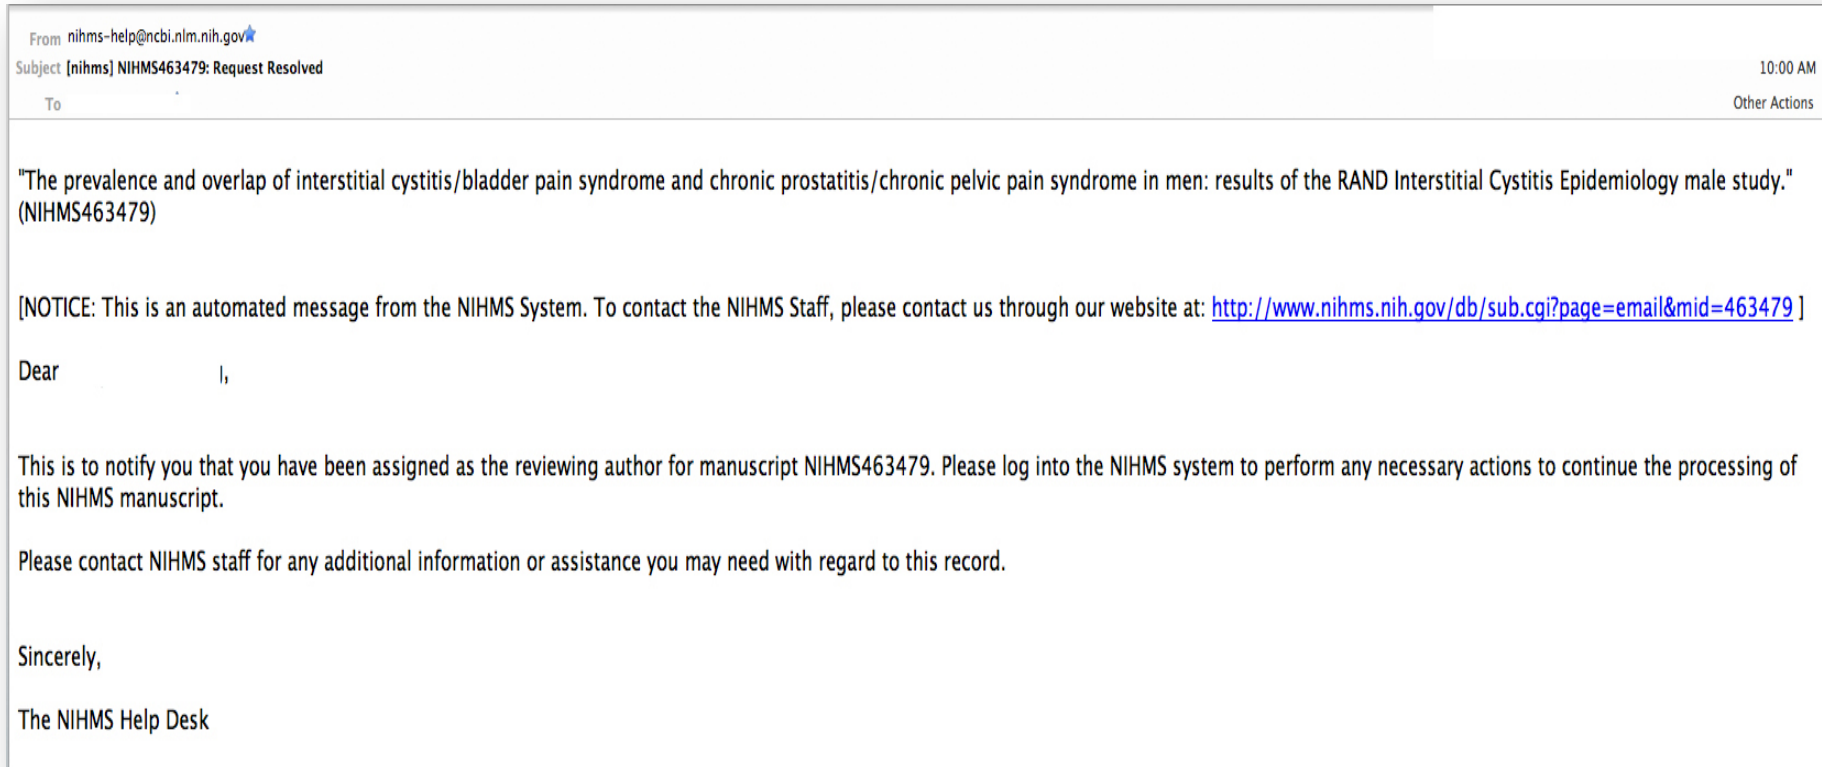 From nihms-help@ncbi.nlm.nih.gov
Subject [nihms] NIHMS463479: Request Resolved
10:00 AM
To
Other Actions
"The prevalence and overlap of interstitial cystitis/bladder pain syndrome and chronic prostatitis/chronic pelvic pain syndrome in men: results of the RAND Interstitial Cystitis Epidemiology male study."
(NIHMS463479)
[NOTICE: This is an automated message from the NIHMS System. To contact the NIHMS Staff, please contact us through our website at: http://www.nihms.nih.gov/db/sub.cgi?page=email&mid=463479 ]
Dear ,
This is to notify you that you have been assigned as the reviewing author for manuscript NIHMS463479. Please log into the NIHMS system to perform any necessary actions to continue the processing of
this NIHMS manuscript.
Please contact NIHMS staff for any additional information or assistance you may need with regard to this record.
Sincerely,
The NIHMS Help Desk